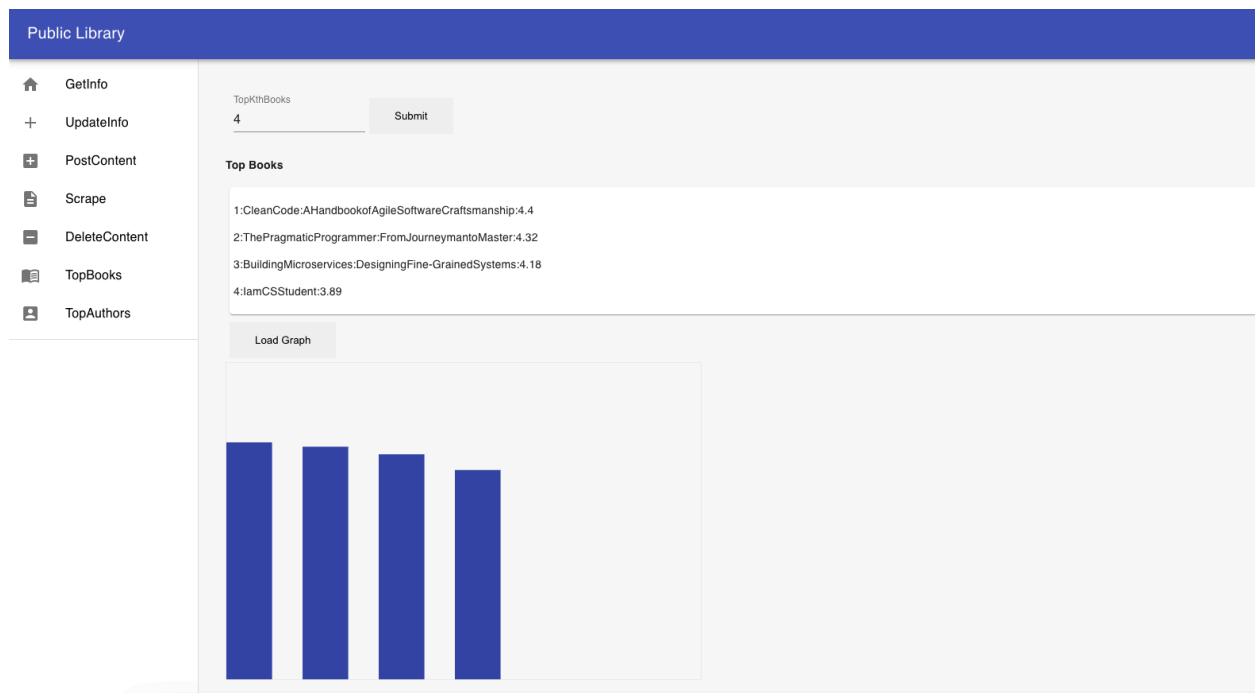 Public Library
GetInfo
UpdateInfo
PostContent
Scrape
DeleteContent
TopBooks
TopAuthors
TopKthBooks
4
Submit
Top Books
1:CleanCode:AHandbookofAgileSoftwareCraftsmanship:4.4
2:ThePragmaticProgrammer:FromJourneymantoMaster:4.32
3:BuildingMicroservices:DesigningFine-GrainedSystems:4.18
4:IamCSStudent:3.89
Load Graph